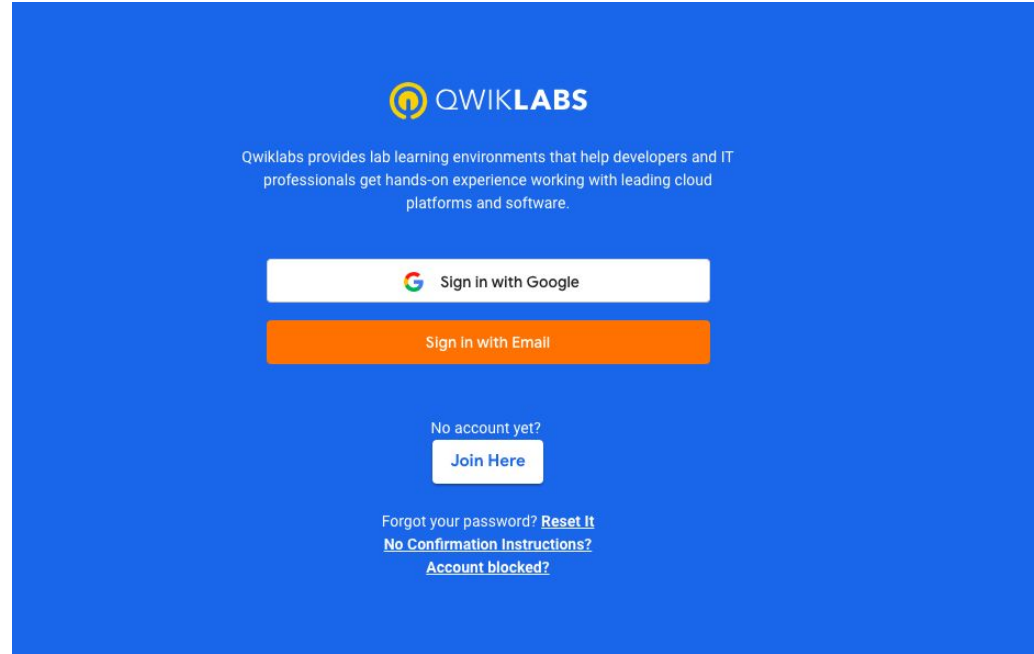 QWIKLABS
Qwiklabs provides lab learning environments that help developers and IT
professionals get hands-on experience working with leading cloud
platforms and software.
Sign in with Google
Sign in with Email
No account yet?
Join Here
Forgot your password? Reset It
No Confirmation Instructions?
Account blocked?